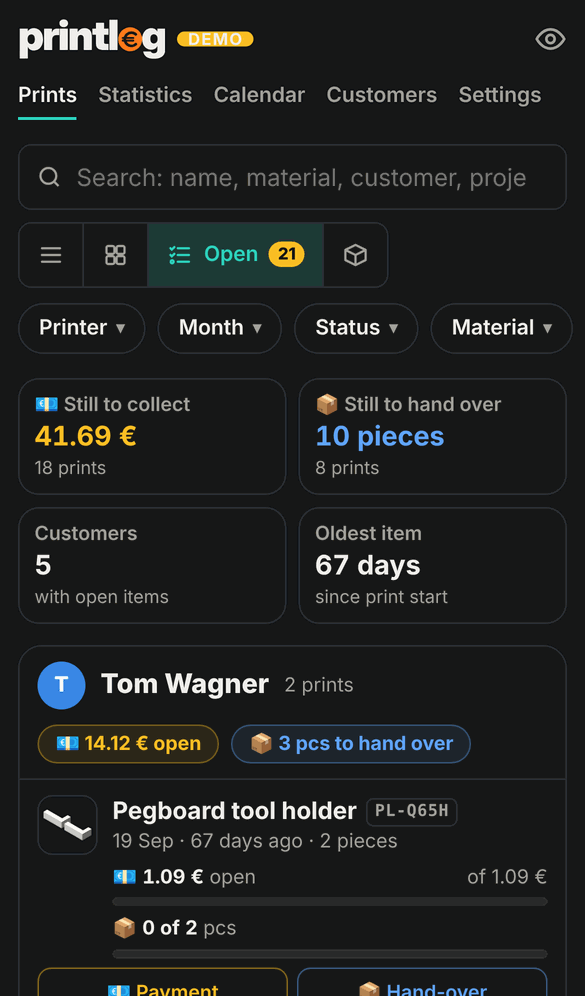 printl€g DEMO
Prints Statistics Calendar Customers Settings
Search: name, material, customer, proje
Open 21
Printer ▾ Month ▾ Status ▾ Material ▾
Still to collect
41.69 €
18 prints
Still to hand over
10 pieces
8 prints
Customers
5
with open items
Oldest item
67 days
since print start
T Tom Wagner 2 prints
14.12 € open 3 pcs to hand over
Pegboard tool holder PL-Q65H
19 Sep · 67 days ago · 2 pieces
1.09 € open of 1.09 €
0 of 2 pcs
Payment Hand-over